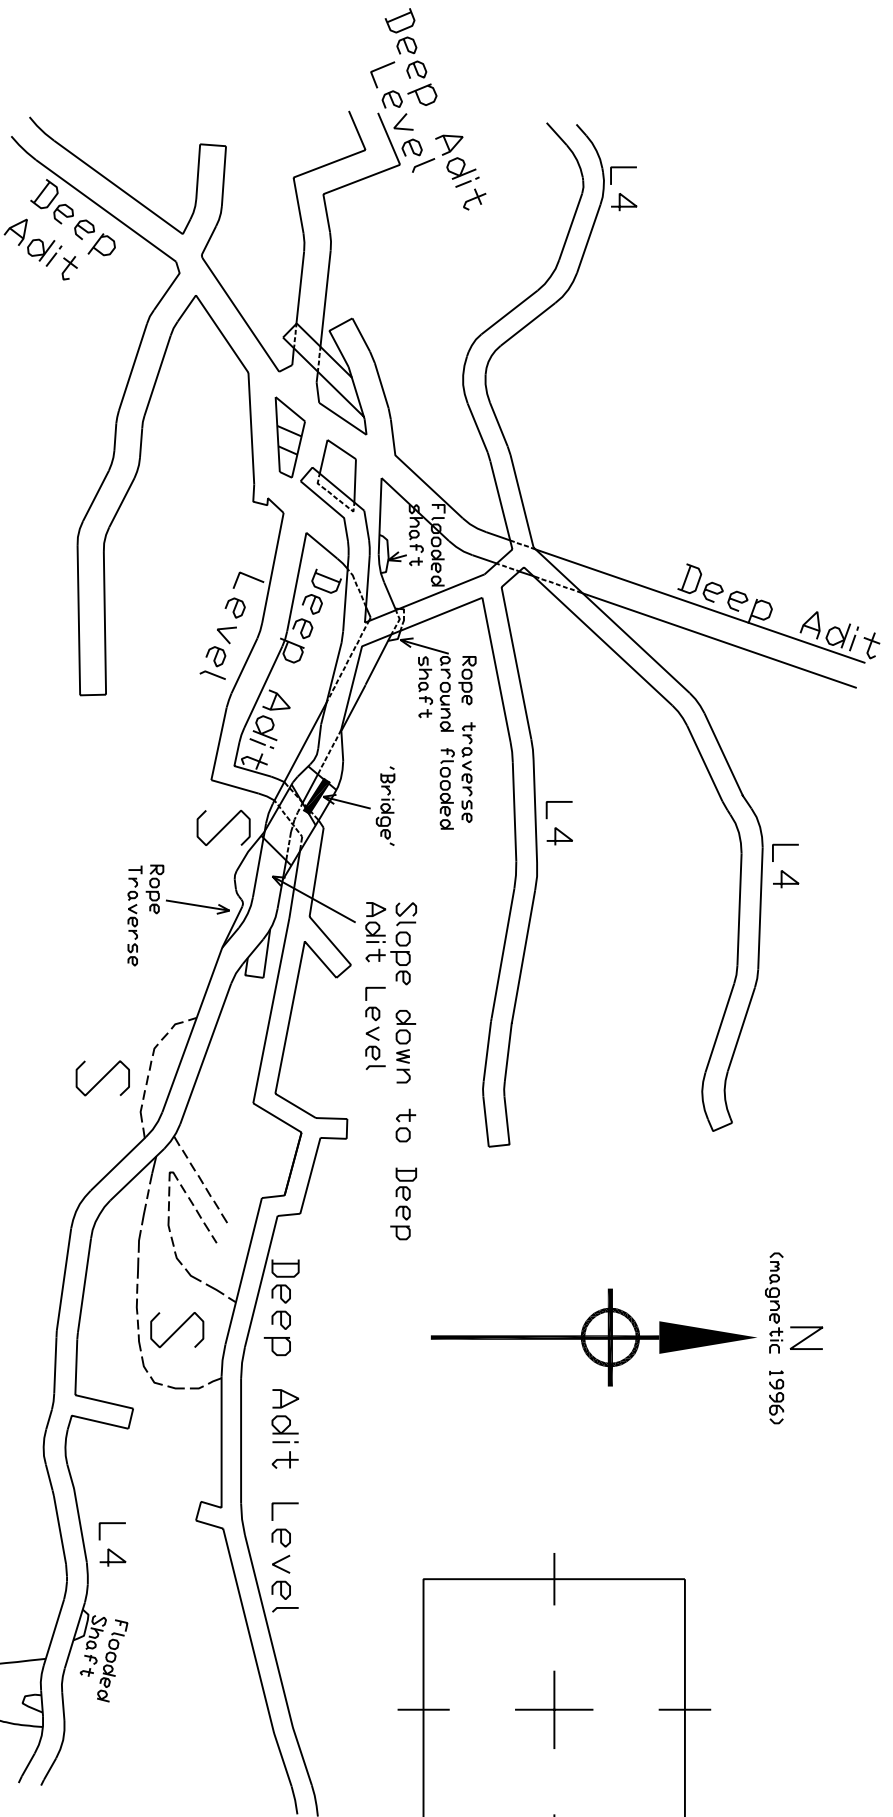 Deep Adit
Level
L4
Deep
Adit
Flooded
shaft
Deep Adit
Deep Adit
Level
Rope traverse
around flooded
shaft
'Bridge'
L4
L4
S
Rope
Traverse
Slope down to Deep
Adit Level
S
S
Deep Adit Level
N
(magnetic 1996)
L4
Flooded
Shaft